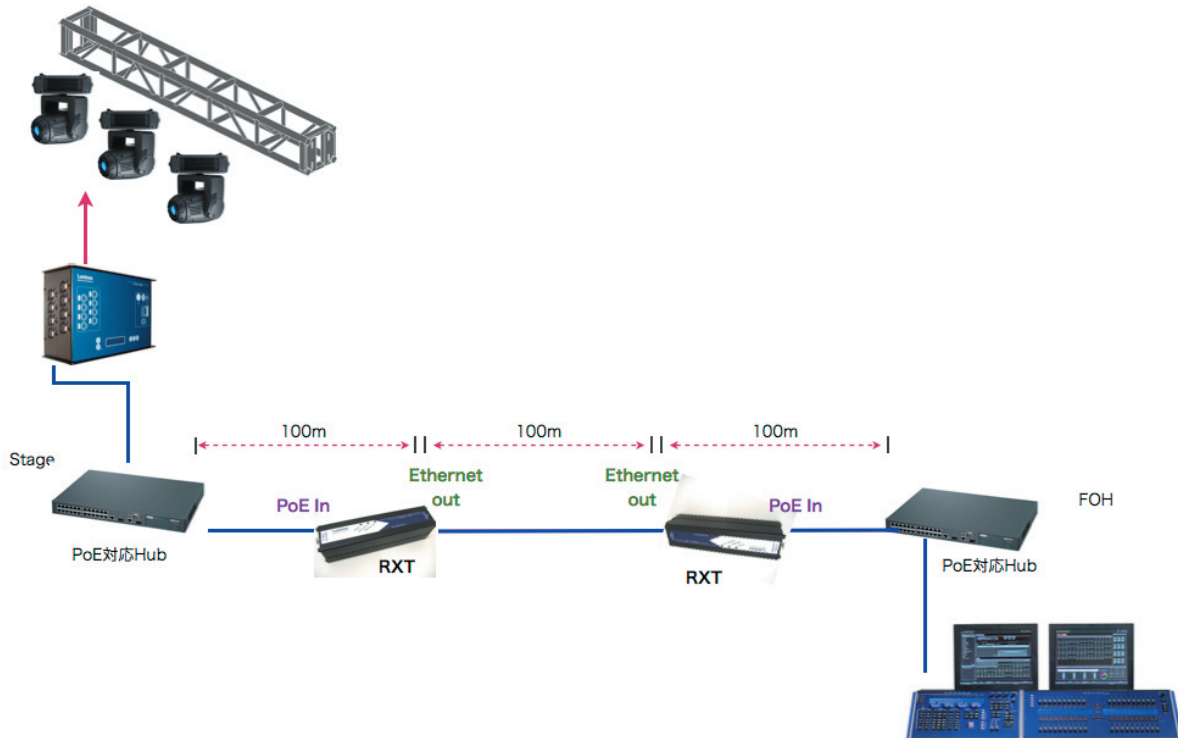 100m
100m
100m
Stage
Ethernet
out
Ethernet
out
PoE In
PoE In
FOH
PoE対応Hub
RXT
RXT
PoE対応Hub